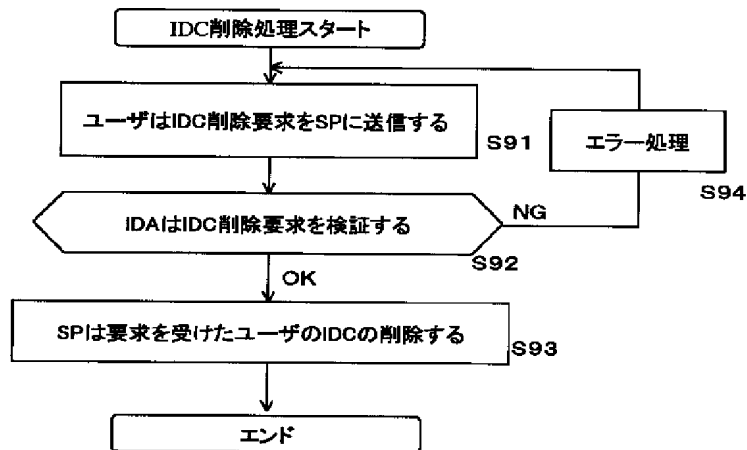 IDC削除処理スタート
ユーザはIDC削除要求をSPに送信する
S91
エラー処理
S94
IDAはIDC削除要求を検証する
NG
S92
OK
SPは要求を受けたユーザのIDCの削除する
S93
エンド